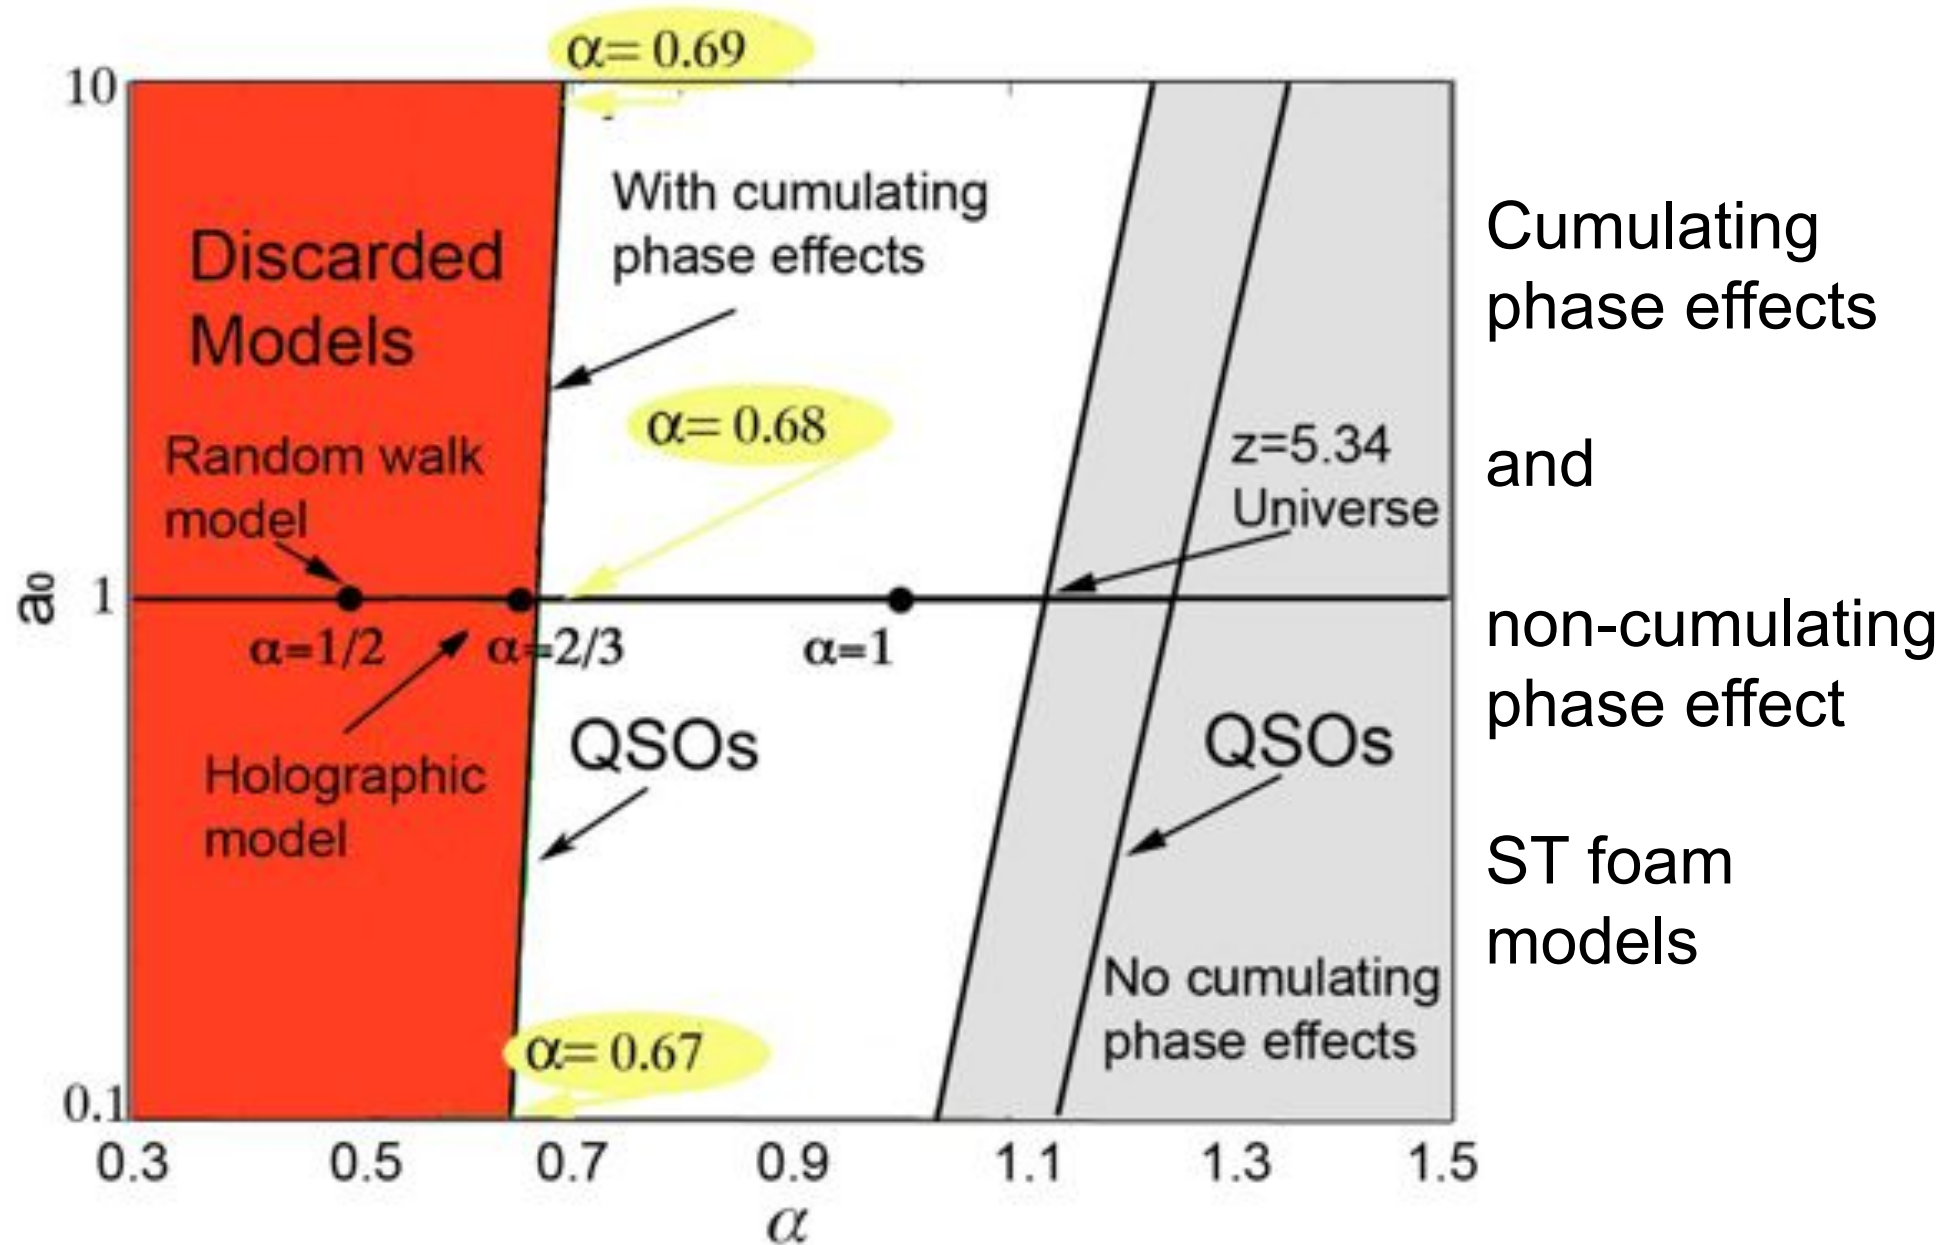 α= 0.69
10
With cumulating
phase effects
Discarded
Models
α= 0.68
Random walk
model
z=5.34
Universe
a₀
1
α=1/2
α=2/3
α=1
QSOs
QSOs
Holographic
model
No cumulating
phase effects
α= 0.67
0.1
0.3 0.5 0.7 0.9 1.1 1.3 1.5
α
Cumulating
phase effects
and
non-cumulating
phase effect
ST foam
models